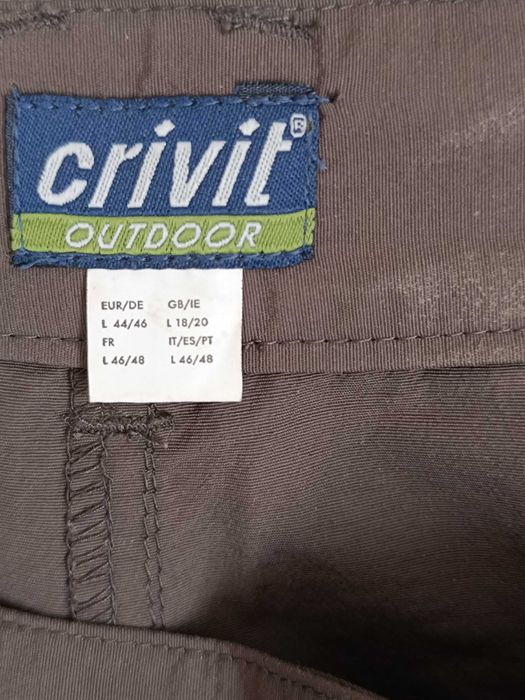 crivit®
OUTDOOR
EUR/DE GB/IE
L 44/46 L 18/20
FR IT/ES/PT
L 46/48 L 46/48